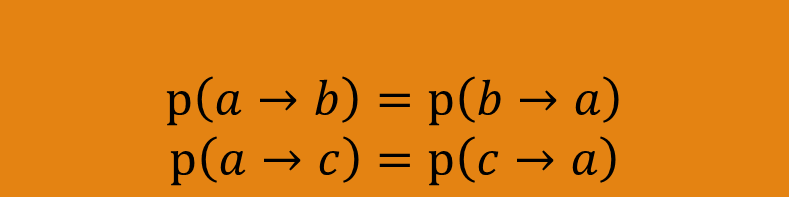 p(𝑎 → 𝑏) = p(𝑏 → 𝑎)
p(𝑎 → 𝑐) = p(𝑐 → 𝑎)